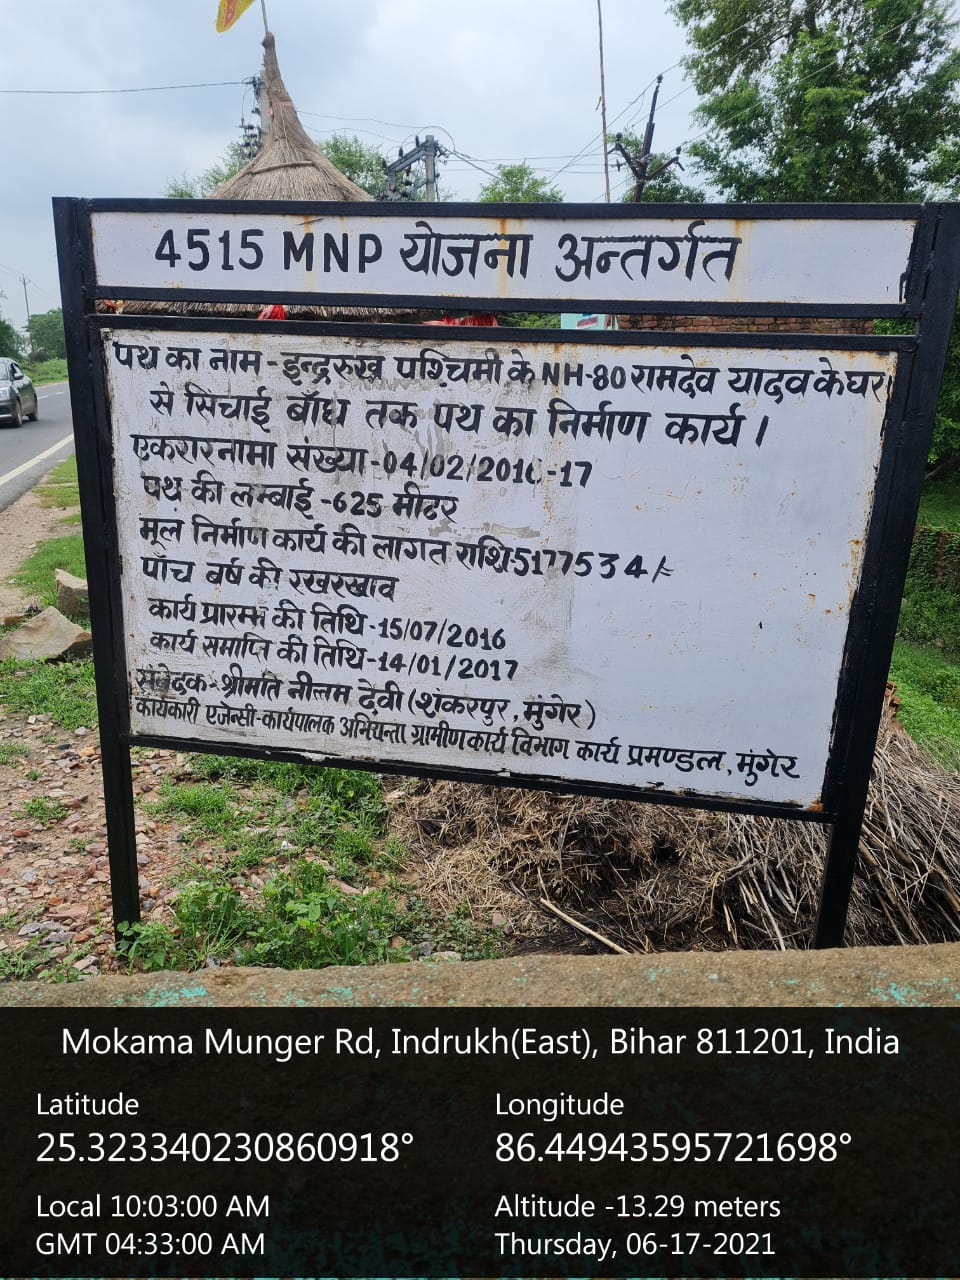 4515 MNP योजना अन्तर्गत
पथ का नाम - इन्द्ररुख पश्चिमी के NH-80 रामदेव यादव के घर
से सिंचाई बाँध तक पथ का निर्माण कार्य ।
एकरारनामा संख्या - 04/02/2016-17
पथ की लम्बाई - 625 मीटर
मूल निर्माण कार्य की लागत राशि-5177534/-
पाँच बर्ष की रखरखाव
कार्य प्रारम्भ की तिथि - 15/07/2016
कार्य समाप्ति की तिथि - 14/01/2017
संवेदक - श्रीमति नीलम देवी (शंकरपुर, मुंगेर)
कार्यकारी एजेन्सी - कार्यपालक अभियन्ता ग्रामीण कार्य विभाग कार्य प्रमण्डल, मुंगेर
Mokama Munger Rd, Indrukh(East), Bihar 811201, India
Latitude Longitude
25.323340230860918° 86.44943595721698°
Local 10:03:00 AM Altitude -13.29 meters
GMT 04:33:00 AM Thursday, 06-17-2021